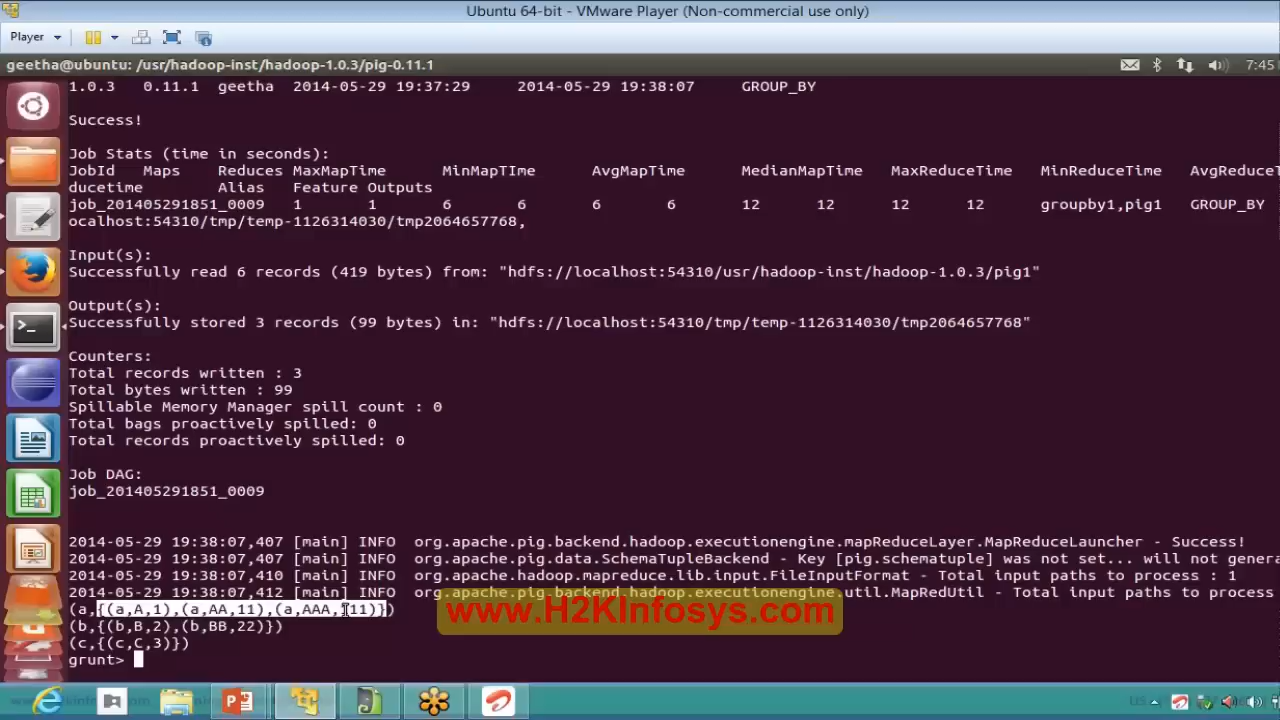 Ubuntu 64-bit - VMware Player (Non-commercial use only)
Player
geetha@ubuntu: /usr/hadoop-inst/hadoop-1.0.3/pig-0.11.1
7:45
1.0.3 0.11.1 geetha 2014-05-29 19:37:29 2014-05-29 19:38:07 GROUP_BY
Success!
Job Stats (time in seconds):
JobId Maps Reduces MaxMapTime MinMapTIme AvgMapTime MedianMapTime MaxReduceTime MinReduceTime AvgReduceT
ducetime Alias Feature Outputs
job_201405291851_0009 1 1 6 6 6 6 12 12 12 12 groupby1,pig1 GROUP_BY
ocalhost:54310/tmp/temp-1126314030/tmp2064657768,
Input(s):
Successfully read 6 records (419 bytes) from: "hdfs://localhost:54310/usr/hadoop-inst/hadoop-1.0.3/pig1"
Output(s):
Successfully stored 3 records (99 bytes) in: "hdfs://localhost:54310/tmp/temp-1126314030/tmp2064657768"
Counters:
Total records written : 3
Total bytes written : 99
Spillable Memory Manager spill count : 0
Total bags proactively spilled: 0
Total records proactively spilled: 0
Job DAG:
job_201405291851_0009
2014-05-29 19:38:07,407 [main] INFO org.apache.pig.backend.hadoop.executionengine.mapReduceLayer.MapReduceLauncher - Success!
2014-05-29 19:38:07,407 [main] INFO org.apache.pig.data.SchemaTupleBackend - Key [pig.schematuple] was not set... will not genera
2014-05-29 19:38:07,410 [main] INFO org.apache.hadoop.mapreduce.lib.input.FileInputFormat - Total input paths to process : 1
2014-05-29 19:38:07,412 [main] INFO org.apache.pig.backend.hadoop.executionengine.util.MapRedUtil - Total input paths to process
(a,{(a,A,1),(a,AA,11),(a,AAA,111)})
www.H2KInfosys.com
(b,{(b,B,2),(b,BB,22)})
(c,{(c,C,3)})
grunt>